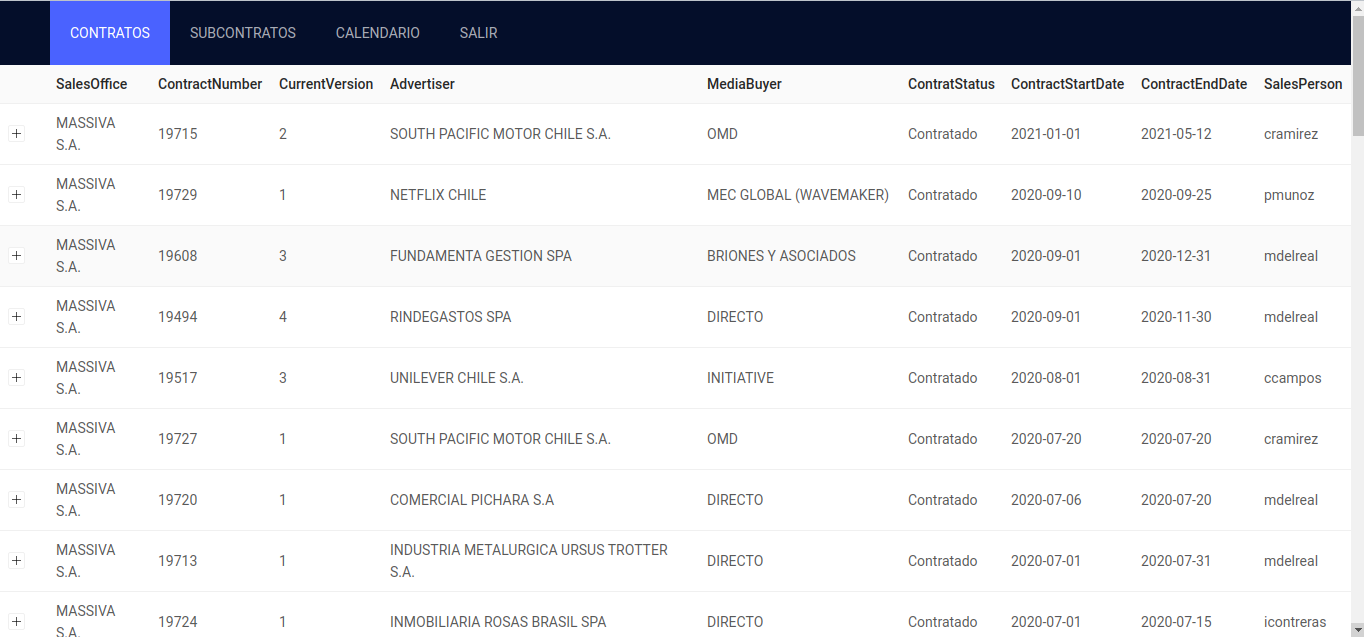 CONTRATOS SUBCONTRATOS CALENDARIO SALIR
SalesOffice ContractNumber CurrentVersion Advertiser MediaBuyer ContratStatus ContractStartDate ContractEndDate SalesPerson
MASSIVA S.A. 19715 2 SOUTH PACIFIC MOTOR CHILE S.A. OMD Contratado 2021-01-01 2021-05-12 cramirez
MASSIVA S.A. 19729 1 NETFLIX CHILE MEC GLOBAL (WAVEMAKER) Contratado 2020-09-10 2020-09-25 pmunoz
MASSIVA S.A. 19608 3 FUNDAMENTA GESTION SPA BRIONES Y ASOCIADOS Contratado 2020-09-01 2020-12-31 mdelreal
MASSIVA S.A. 19494 4 RINDEGASTOS SPA DIRECTO Contratado 2020-09-01 2020-11-30 mdelreal
MASSIVA S.A. 19517 3 UNILEVER CHILE S.A. INITIATIVE Contratado 2020-08-01 2020-08-31 ccampos
MASSIVA S.A. 19727 1 SOUTH PACIFIC MOTOR CHILE S.A. OMD Contratado 2020-07-20 2020-07-20 cramirez
MASSIVA S.A. 19720 1 COMERCIAL PICHARA S.A DIRECTO Contratado 2020-07-06 2020-07-20 mdelreal
MASSIVA S.A. 19713 1 INDUSTRIA METALURGICA URSUS TROTTER S.A. DIRECTO Contratado 2020-07-01 2020-07-31 mdelreal
MASSIVA S.A. 19724 1 INMOBILIARIA ROSAS BRASIL SPA DIRECTO Contratado 2020-07-01 2020-07-15 icontreras